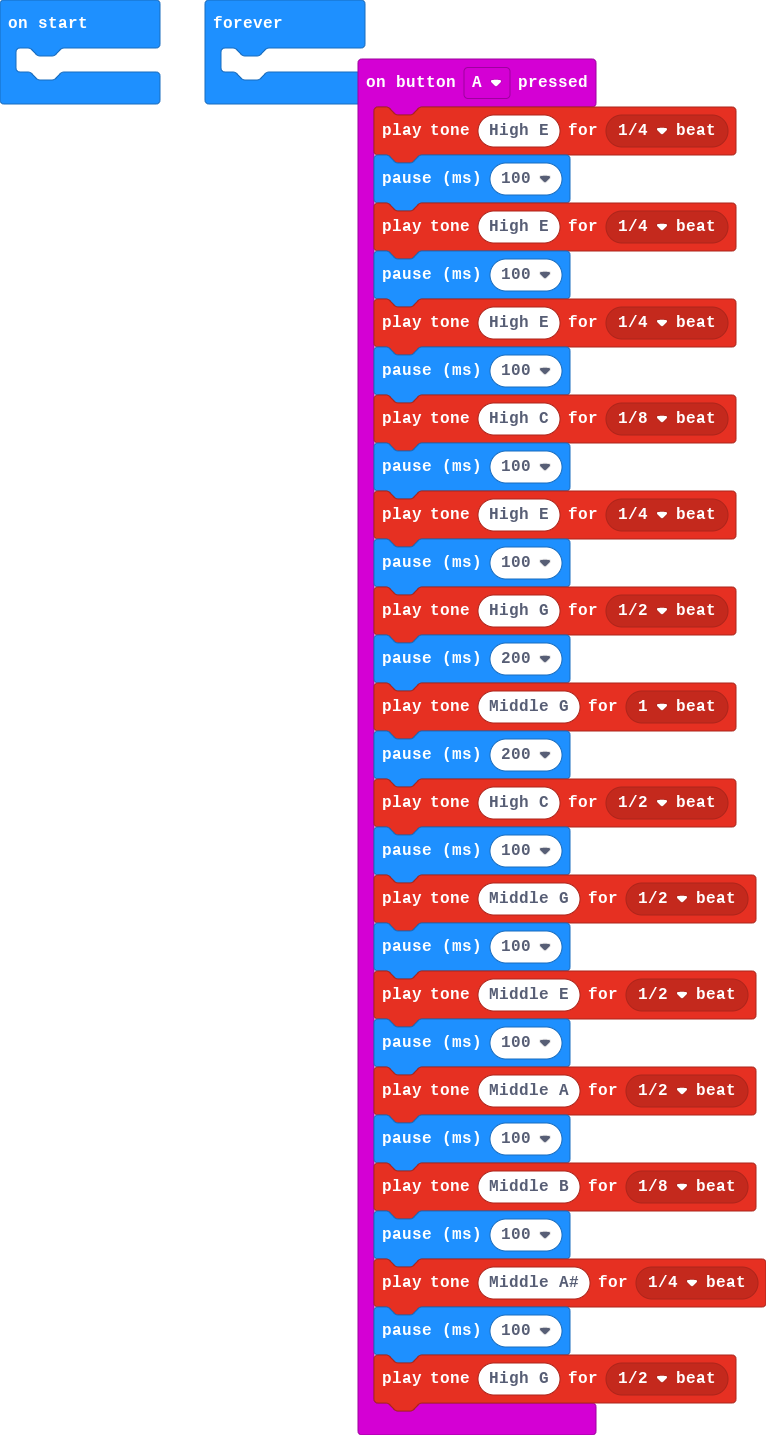 on start
forever
on button A pressed
play tone High E for 1/4 beat
pause (ms) 100
play tone High E for 1/4 beat
pause (ms) 100
play tone High E for 1/4 beat
pause (ms) 100
play tone High C for 1/8 beat
pause (ms) 100
play tone High E for 1/4 beat
pause (ms) 100
play tone High G for 1/2 beat
pause (ms) 200
play tone Middle G for 1 beat
pause (ms) 200
play tone High C for 1/2 beat
pause (ms) 100
play tone Middle G for 1/2 beat
pause (ms) 100
play tone Middle E for 1/2 beat
pause (ms) 100
play tone Middle A for 1/2 beat
pause (ms) 100
play tone Middle B for 1/8 beat
pause (ms) 100
play tone Middle A# for 1/4 beat
pause (ms) 100
play tone High G for 1/2 beat